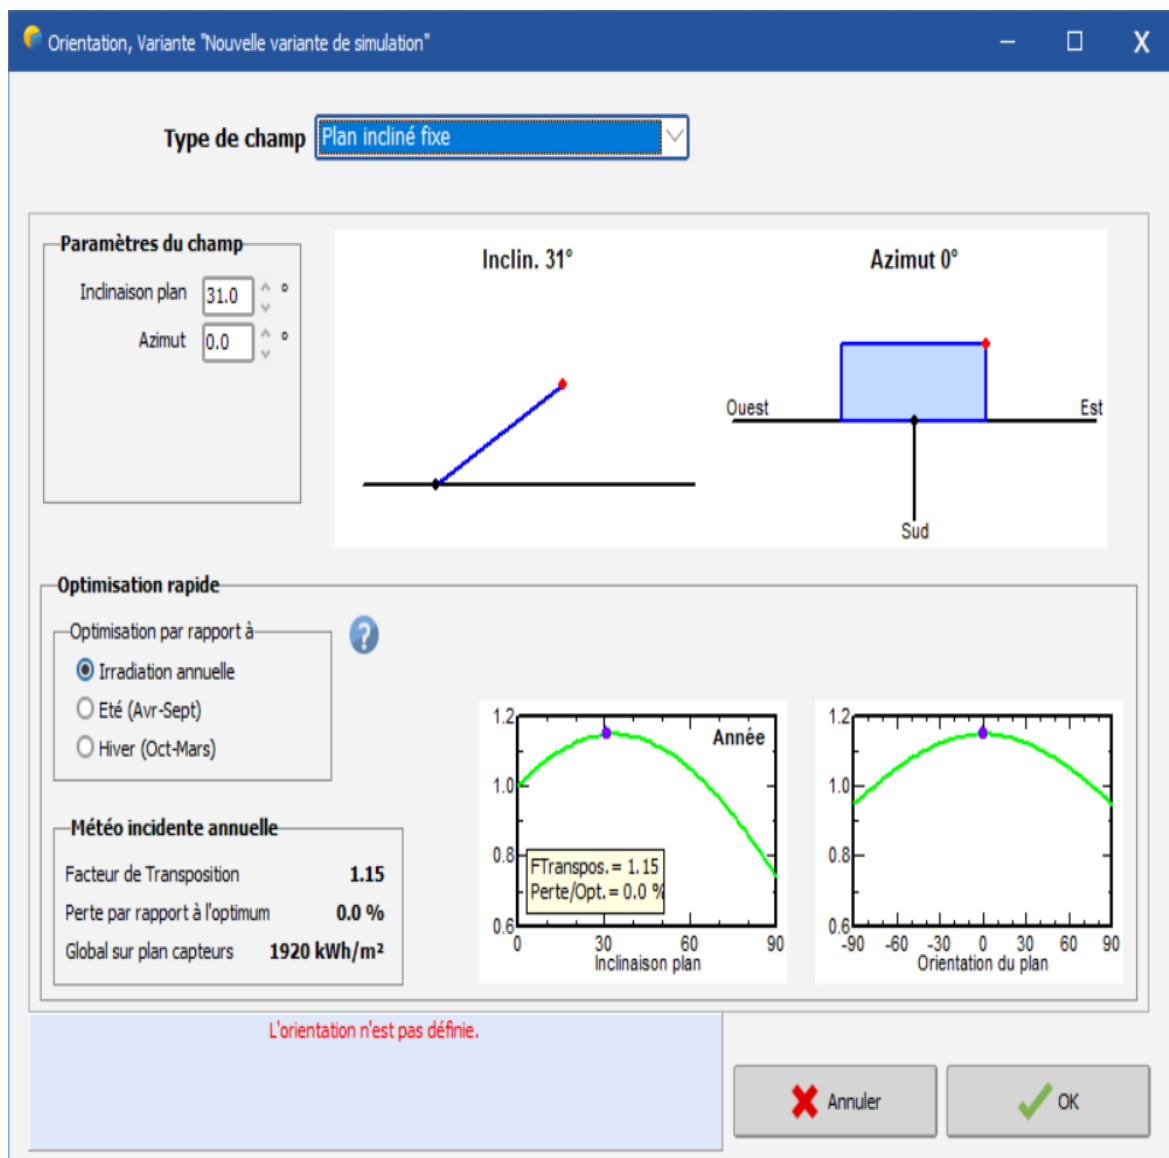 Orientation, Variante "Nouvelle variante de simulation"
Type de champ Plan incliné fixe
Paramètres du champ
Inclinaison plan 31.0 °
Azimut 0.0 °
Inclin. 31°
Azimut 0°
Ouest
Est
Sud
Optimisation rapide
Optimisation par rapport à
Irradiation annuelle
Eté (Avr-Sept)
Hiver (Oct-Mars)
?
Météo incidente annuelle
Facteur de Transposition 1.15
Perte par rapport à l'optimum 0.0 %
Global sur plan capteurs 1920 kWh/m²
1.2
1.0
0.8
0.6
Année
FTranspos.= 1.15
Perte/Opt.= 0.0 %
0 30 60 90
Inclinaison plan
1.2
1.0
0.8
0.6
-90 -60 -30 0 30 60 90
Orientation du plan
L'orientation n'est pas définie.
Annuler
OK